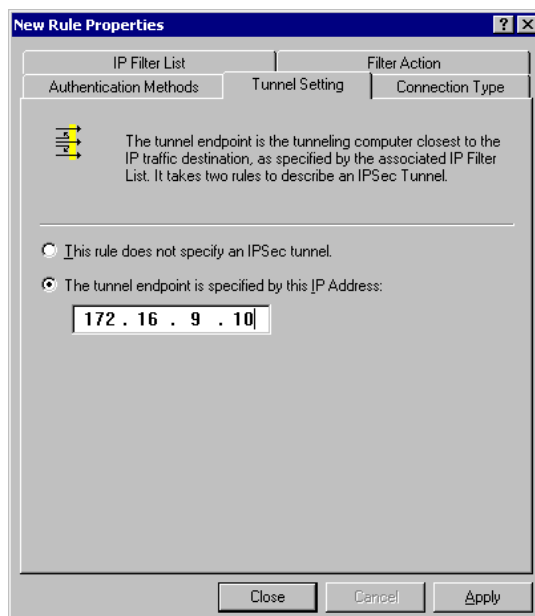 New Rule Properties
IP Filter List
Filter Action
Authentication Methods
Tunnel Setting
Connection Type
The tunnel endpoint is the tunneling computer closest to the
IP traffic destination, as specified by the associated IP Filter
List. It takes two rules to describe an IPSec Tunnel.
This rule does not specify an IPSec tunnel.
The tunnel endpoint is specified by this IP Address:
172 . 16 . 9 . 10
Close
Cancel
Apply